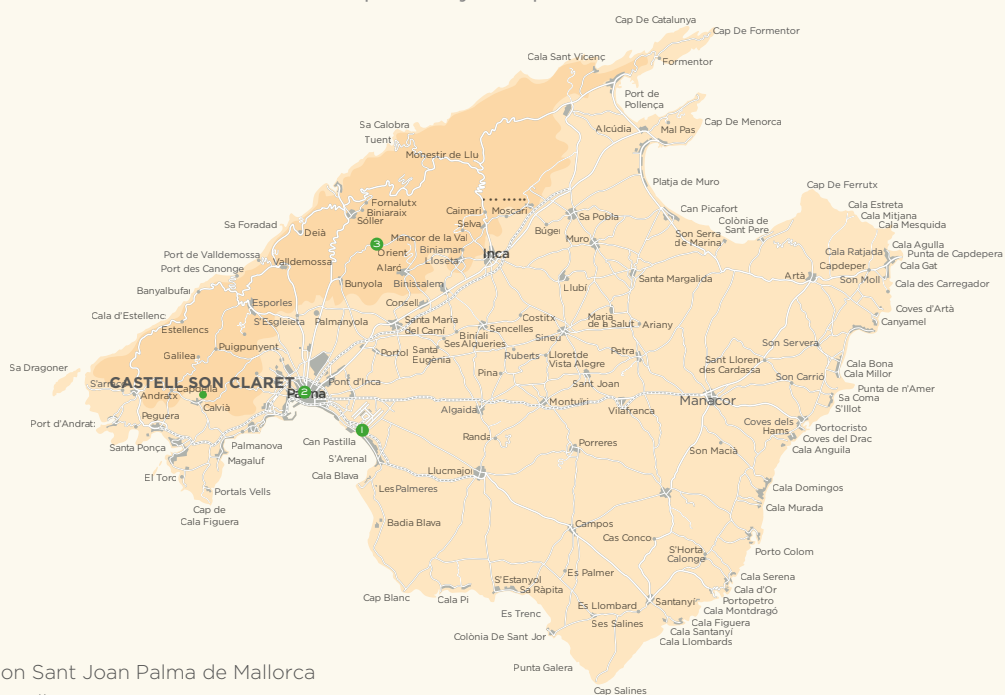 Cap De Catalunya
Cap De Formentor
Cala Sant Vicenç
Formentor
Port de
Pollença
Sa Calobra
Tuent
Alcúdia
Mal Pas
Cap De Menorca
Monestir de Llu
Platja de Muro
Cap De Ferrutx
Fornalutx
Biniaraix
Sóller
Caimari
Moscari
Selva
Sa Pobla
Can Picafort
Colònia de
Sant Pere
Cala Estreta
Cala Mitjana
Cala Mesquida
Sa Foradad
Deià
3
Orient
Mancor de la Val
Biniamar
Lloseta
Inca
Búger
Muro
Son Serra
de Marina
Cala Ratjada
Cala Agulla
Punta de Capdepera
Capdeper
Cala Gat
Port de Valldemossa
Port des Canonge
Valldemossa
Alaró
Bunyola
Binissalem
Llubí
Santa Margalida
Artà
Son Moll
Cala des Carregador
Banyalbufar
Esporles
Consell
Coves d'Artà
Canyamel
Cala d'Estellenc
Estellencs
S'Esgleieta
Palmanyola
Santa Maria
del Camí
Costitx
Sencelles
Biniali
Ses Alqueries
Sineu
Maria
de la Salut
Ariany
Galilea
Puigpunyent
Portol
Santa
Eugènia
Ruberts
Lloretde
Vista Alegre
Petra
Son Servera
Sant Lloren
des Cardassa
Cala Bona
Cala Millor
Sa Dragoner
CASTELL SON CLARET
Pont d'Inca
Pina
Sant Joan
Son Carrió
Punta de n'Amer
Andratx
Capdella
Calvià
2
Palma
Algaida
Montuïri
Vilafranca
Manacor
Sa Coma
S'Illot
Port d'Andrat
Peguera
Santa Ponça
Palmanova
Magaluf
1
Can Pastilla
S'Arenal
Randa
Porreres
Son Macià
Coves dels
Hams
Portocristo
Coves del Drac
Cala Anguila
El Torc
Portals Vells
Cap de
Cala Figuera
Cala Blava
Les Palmeres
Llucmajor
Cala Domingos
Cala Murada
Badia Blava
Campos
Cas Conco
S'Horta
Calonge
Porto Colom
Cap Blanc
Cala Pi
S'Estanyol
Sa Ràpita
Es Palmer
Es Trenc
Es Llombard
Ses Salines
Santanyí
Cala Serena
Cala d'Or
Portopetro
Cala Montdragó
Cala Figuera
Cala Santanyí
Cala Llombards
Colònia De Sant Jor
Punta Galera
Cap Salines
on Sant Joan Palma de Mallorca